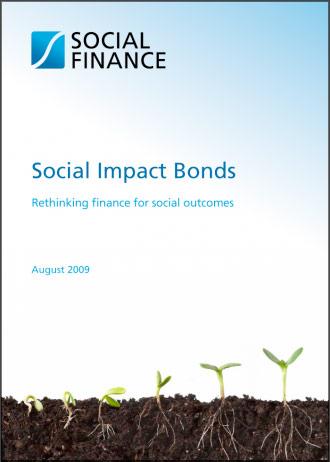 SOCIAL
FINANCE
Social Impact Bonds
Rethinking finance for social outcomes
August 2009